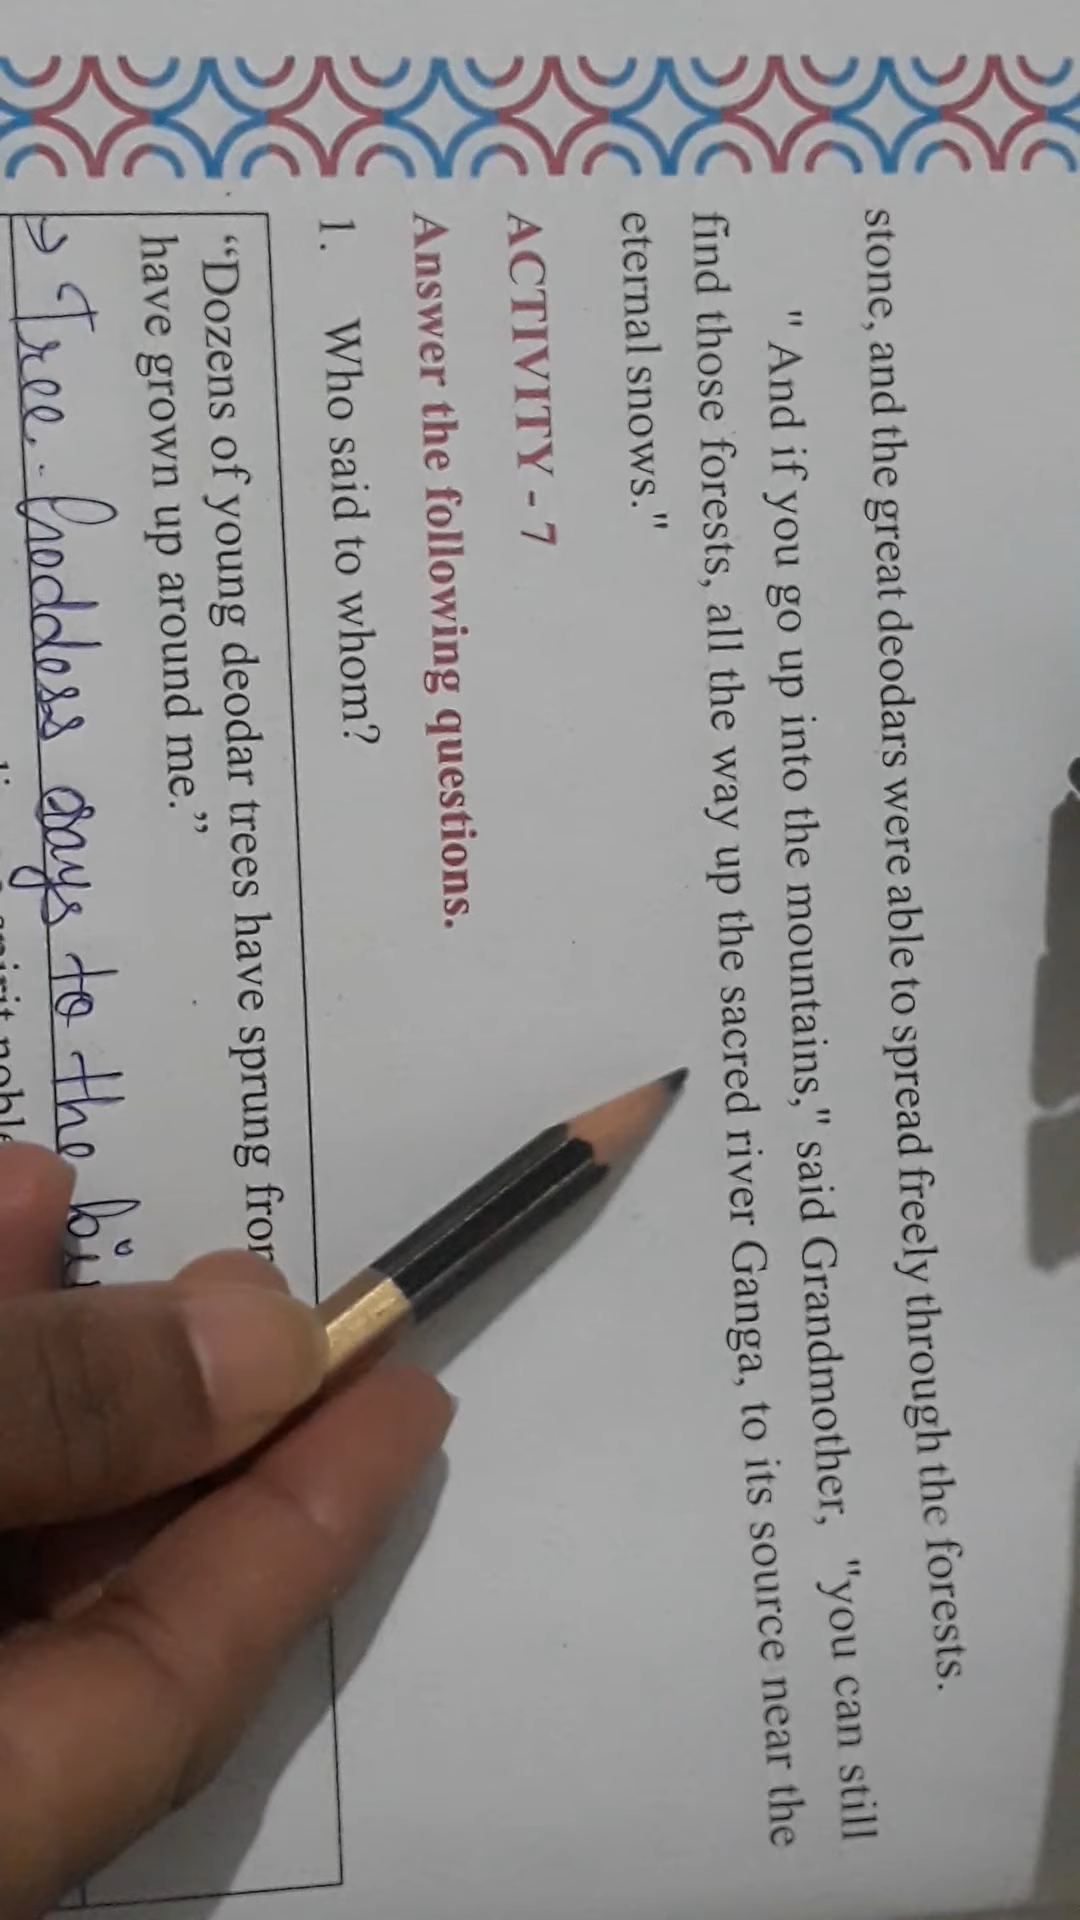 stone, and the great deodars were able to spread freely through the forests.
" And if you go up into the mountains," said Grandmother, "you can still
find those forests, all the way up the sacred river Ganga, to its source near the
eternal snows."
ACTIVITY - 7
Answer the following questions.
1. Who said to whom?
“Dozens of young deodar trees have sprung
have grown up around me.”
→ Tree. Goddess says to the